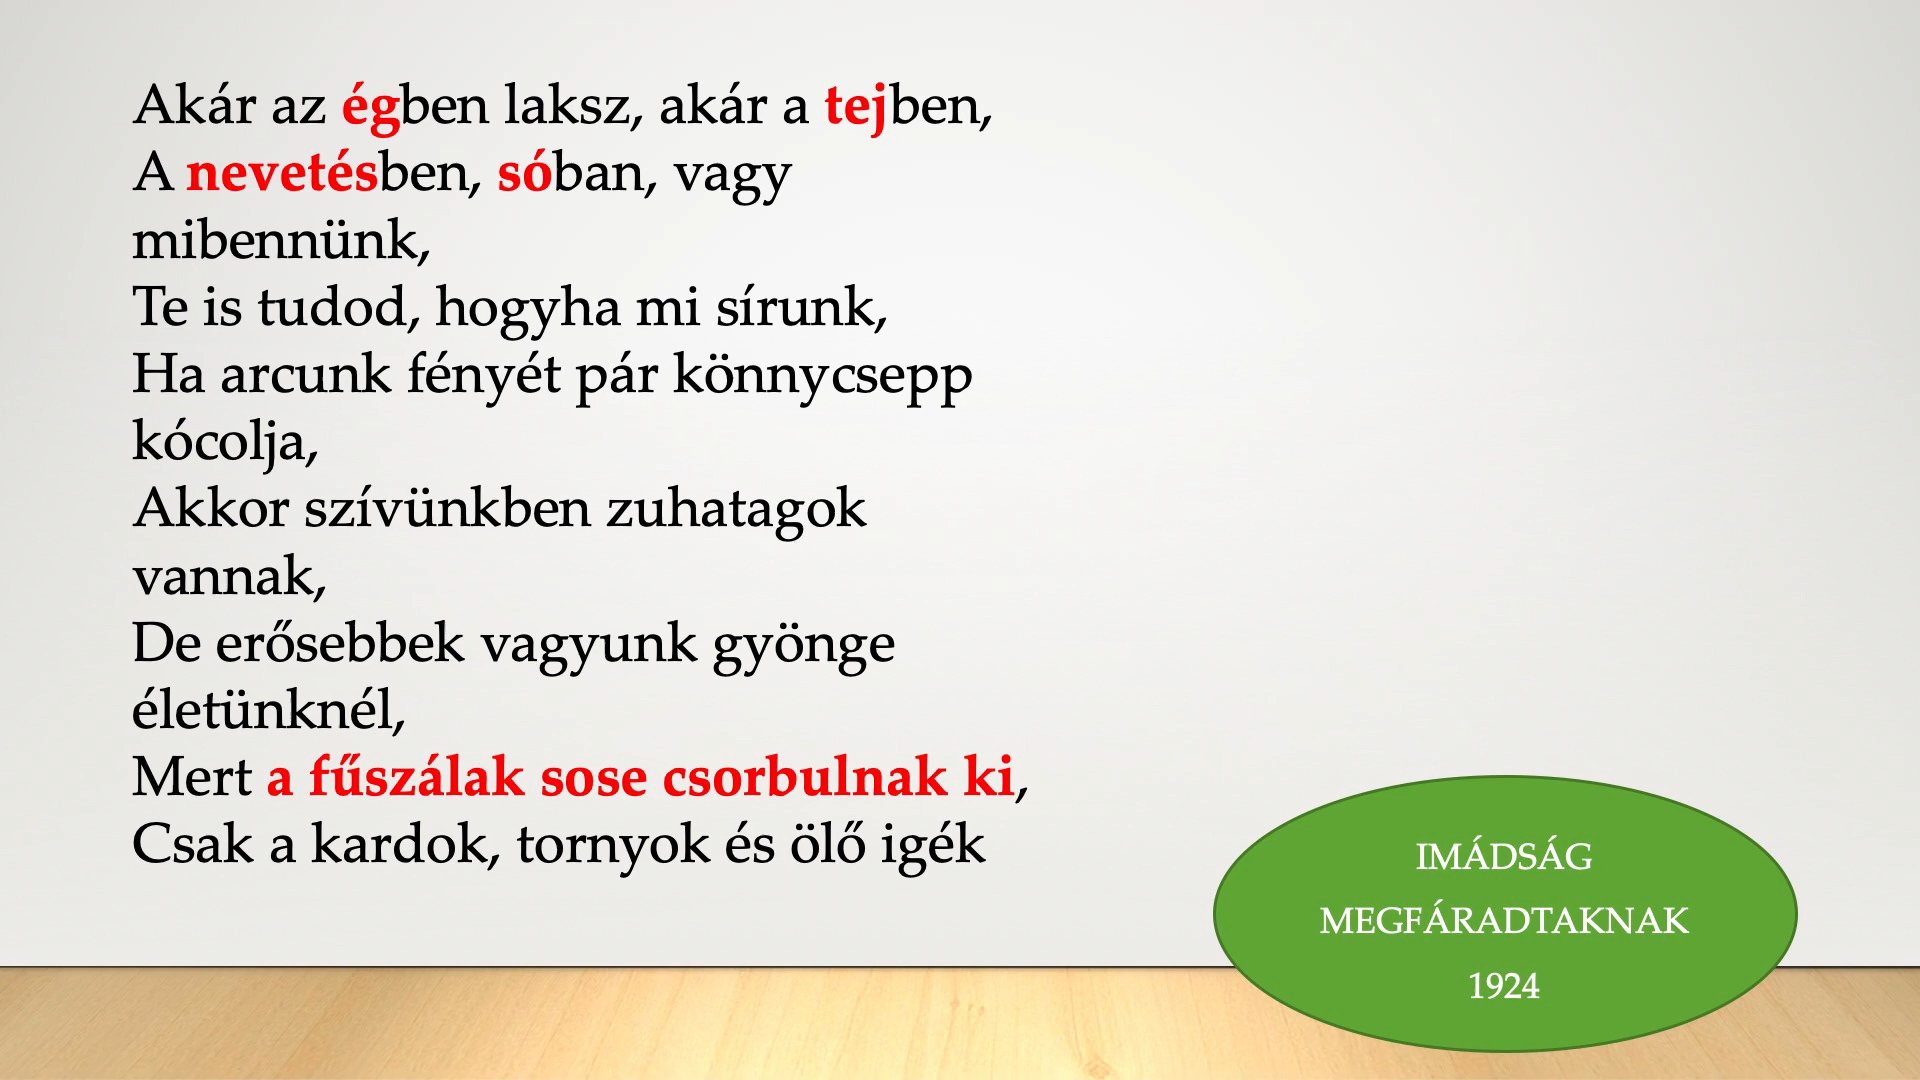 Akár az égben laksz, akár a tejben,
A nevetésben, sóban, vagy
mibennünk,
Te is tudod, hogyha mi sírunk,
Ha arcunk fényét pár könnycsepp
kócolja,
Akkor szívünkben zuhatagok
vannak,
De erősebbek vagyunk gyönge
életünknél,
Mert a fűszálak sose csorbulnak ki,
Csak a kardok, tornyok és ölő igék
IMÁDSÁG
MEGFÁRADTAKNAK
1924